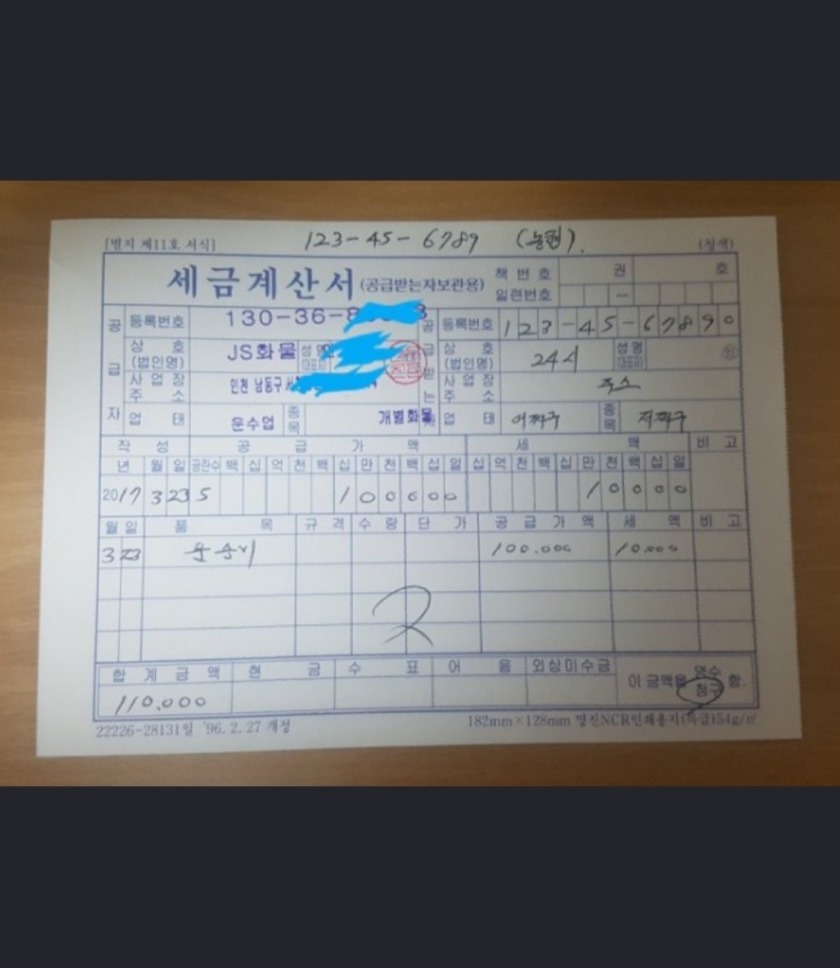 [별지 제11호 서식] 123-45-6789 (농협). (청색)
세금계산서 (공급받는자보관용) 책 번 호 권 호
일련번호 -
공 등록번호 130-36-8 3 공 등록번호 123-45-67890
급 상 호 (법인명) JS화물 성명 (대표자) 급 상 호 (법인명) 24시 성명 (대표자) 인
사 업 장 주 소 인천 남동구 받 사 업 장 주 소 주소
자 업 태 운수업 종목 개별화물 업 태 어쩌구 종목 저쩌구
작 성 공 급 가 액 세 액 비 고
년 월 일 공란수 백 십 억 천 백 십 만 천 백 십 일 십 억 천 백 십 만 천 백 십 일
2017 3 23 5 100000 10000
월 일 품 목 규 격 수 량 단 가 공 급 가 액 세 액 비 고
3 23 운송비 100.000 10.000
합 계 금 액 현 금 수 표 어 음 외상미수금 이 금액을 영수 청구 함.
110.000
22226-28131일 '96. 2. 27 개정 182mm×128mm 명진NCR인쇄용지(특급)54g/㎡